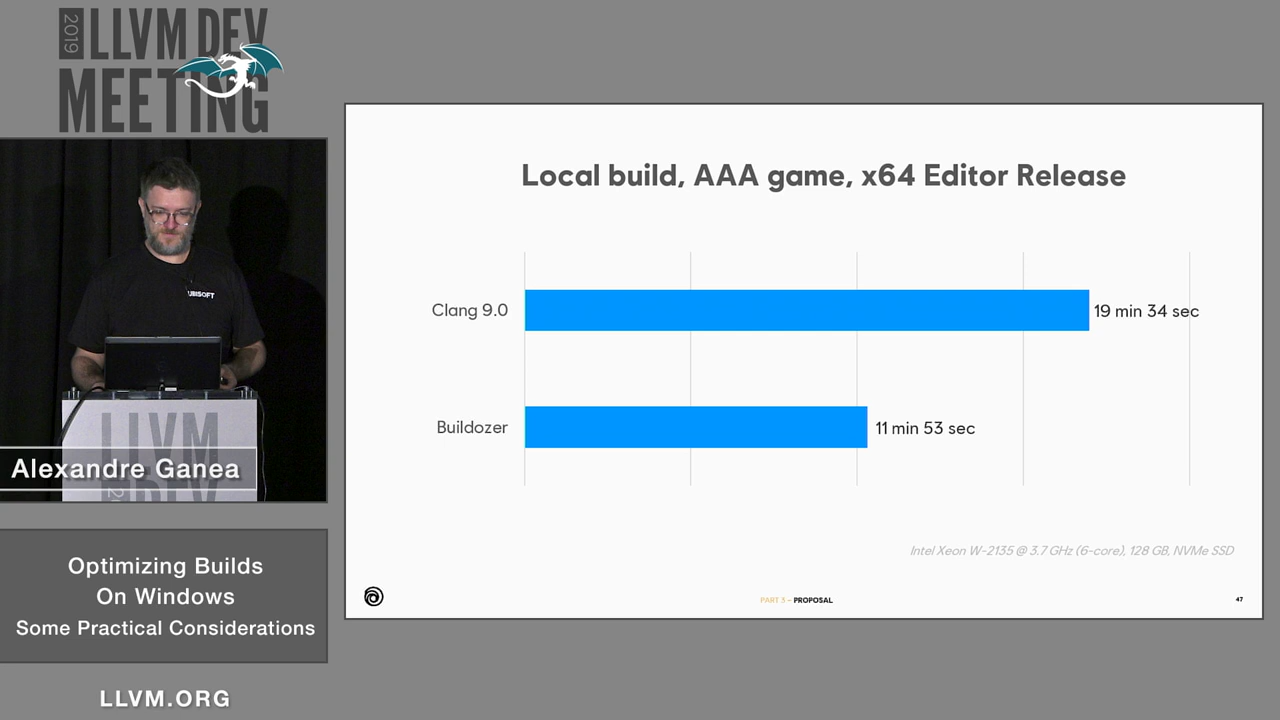 2019
LLVM DEV
MEETING
UBISOFT
LLVM
Alexandre Ganea
Optimizing Builds
On Windows
Some Practical Considerations
LLVM.ORG
Local build, AAA game, x64 Editor Release
Clang 9.0
19 min 34 sec
Buildozer
11 min 53 sec
Intel Xeon W-2135 @ 3.7 GHz (6-core), 128 GB, NVMe SSD
PART 3 – PROPOSAL
47